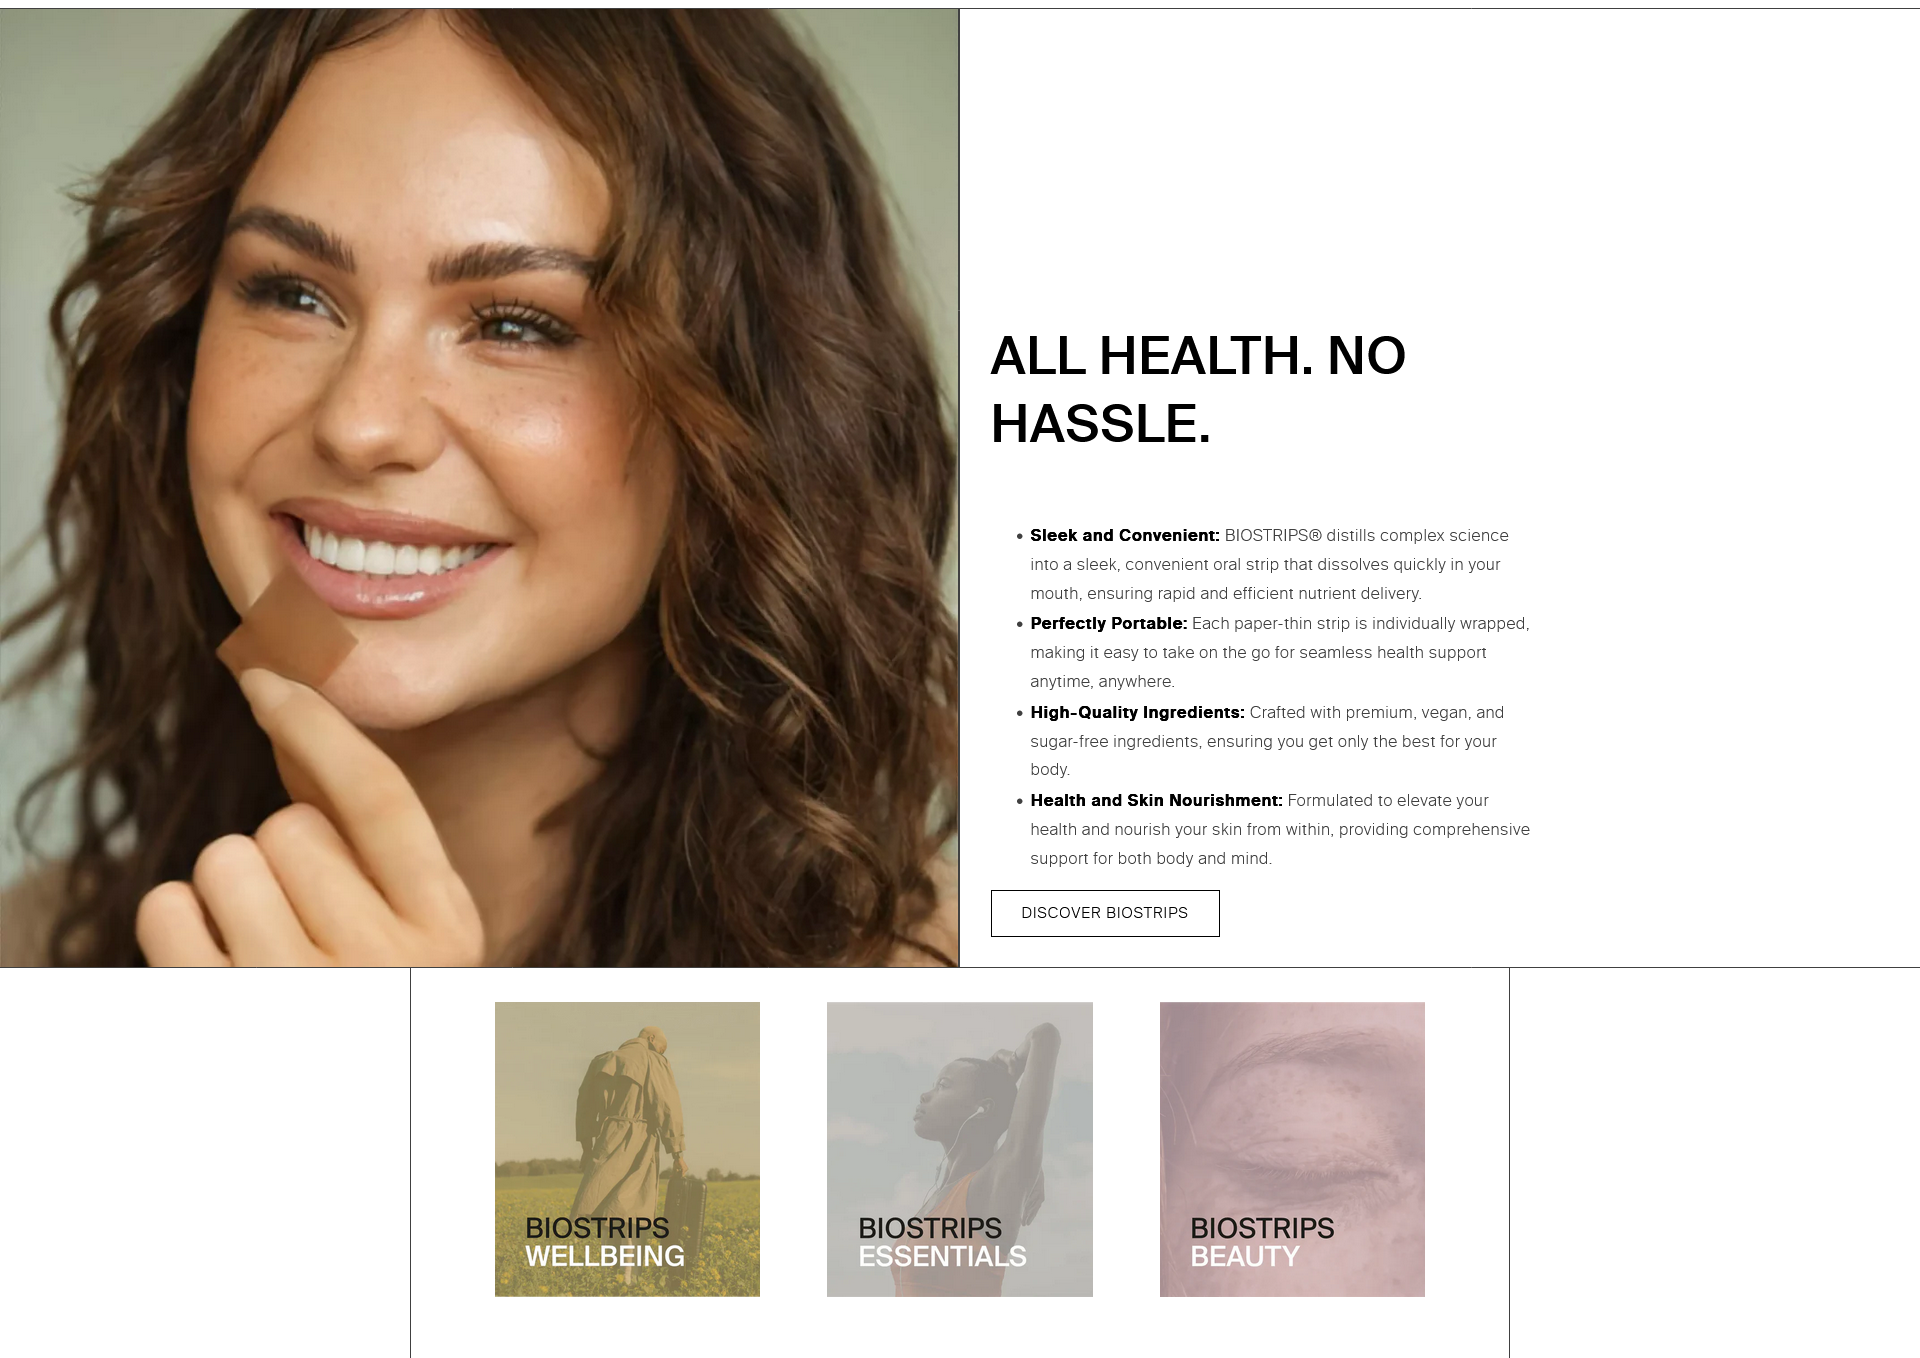 ALL HEALTH. NO
HASSLE.
• Sleek and Convenient: BIOSTRIPS® distills complex science
into a sleek, convenient oral strip that dissolves quickly in your
mouth, ensuring rapid and efficient nutrient delivery.
• Perfectly Portable: Each paper-thin strip is individually wrapped,
making it easy to take on the go for seamless health support
anytime, anywhere.
• High-Quality Ingredients: Crafted with premium, vegan, and
sugar-free ingredients, ensuring you get only the best for your
body.
• Health and Skin Nourishment: Formulated to elevate your
health and nourish your skin from within, providing comprehensive
support for both body and mind.
DISCOVER BIOSTRIPS
BIOSTRIPS
WELLBEING
BIOSTRIPS
ESSENTIALS
BIOSTRIPS
BEAUTY